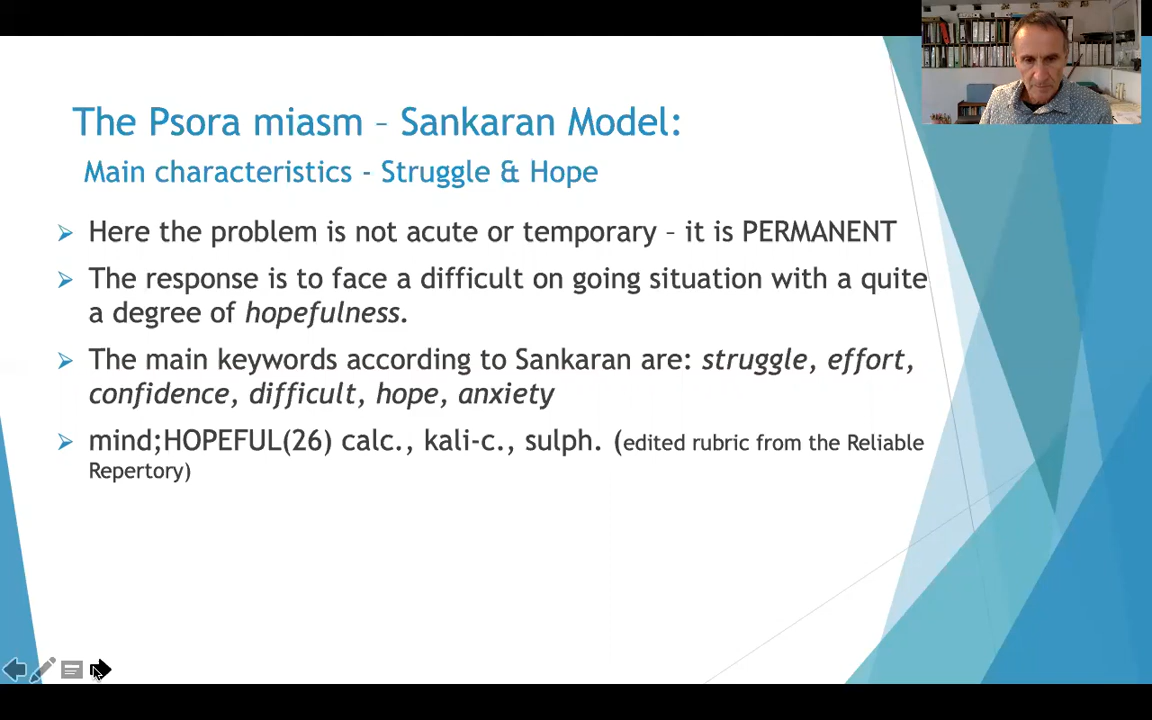 The Psora miasm – Sankaran Model:
Main characteristics - Struggle & Hope
Here the problem is not acute or temporary – it is PERMANENT
The response is to face a difficult on going situation with a quite
a degree of hopefulness.
The main keywords according to Sankaran are: struggle, effort,
confidence, difficult, hope, anxiety
mind;HOPEFUL(26) calc., kali-c., sulph. (edited rubric from the Reliable
Repertory)